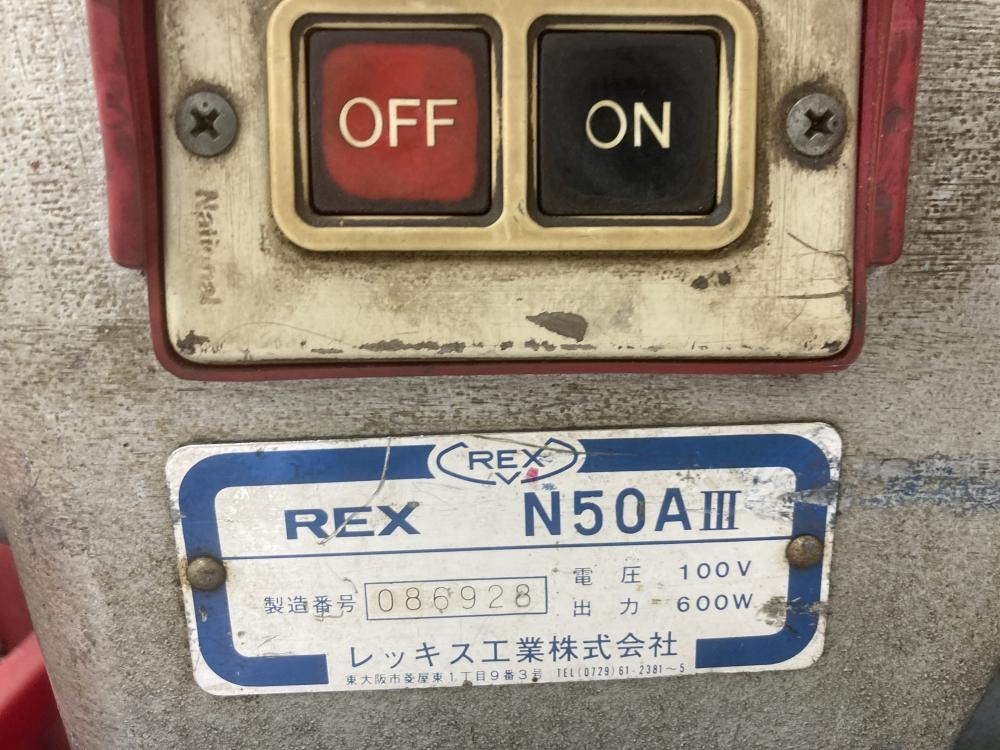 OFF ON
National
REX
REX N50AⅢ
電圧 100V
製造番号 086928
出力 600W
レッキス工業株式会社
東大阪市菱屋東1丁目9番3号 TEL(0729)61-2381〜5